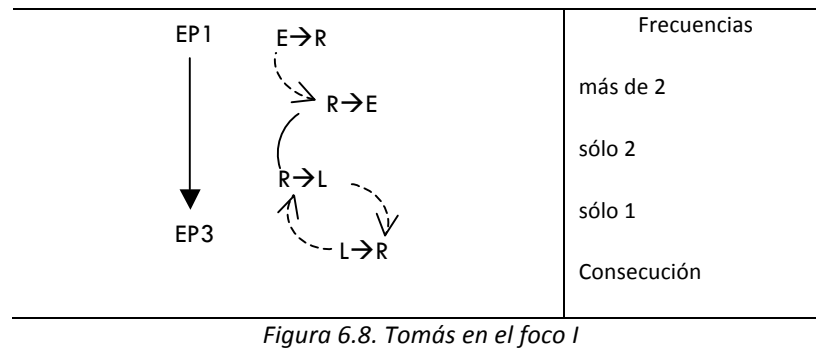 EP1
E→R
R→E
R→L
EP3
L→R
Frecuencias
más de 2
sólo 2
sólo 1
Consecución
Figura 6.8. Tomás en el foco I